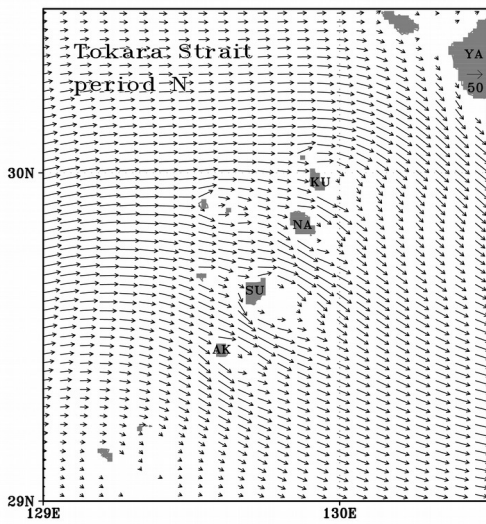 Tokara Strait
period N
YA
50
30N
KU
NA
SU
AK
29N
129E
130E